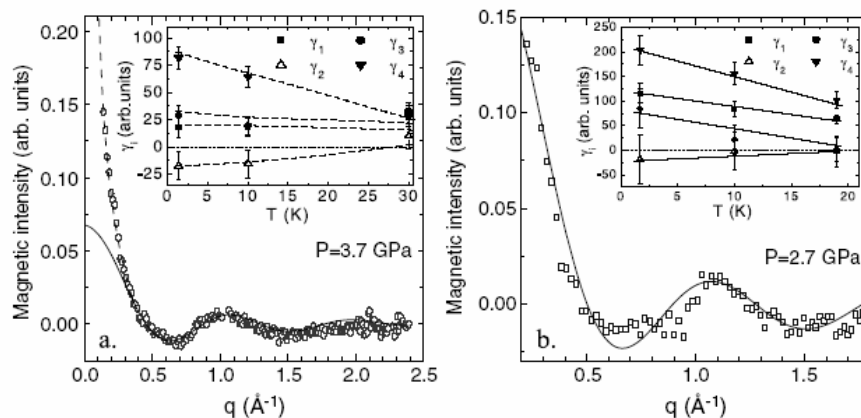 0.20
0.15
0.10
0.05
0.00
Magnetic intensity (arb. units)
0.0 0.5 1.0 1.5 2.0 2.5
q (Å⁻¹)
a.
P=3.7 GPa
100
75
50
25
0
-25
γᵢ (arb.units)
0 5 10 15 20 25 30
T (K)
γ₁ γ₃
γ₂ γ₄
0.15
0.10
0.05
0.00
Magnetic intensity (arb. units)
0.5 1.0 1.5
q (Å⁻¹)
b.
P=2.7 GPa
250
200
150
100
50
0
-50
γᵢ (arb. units)
0 5 10 15 20
T (K)
γ₁ γ₃
γ₂ γ₄